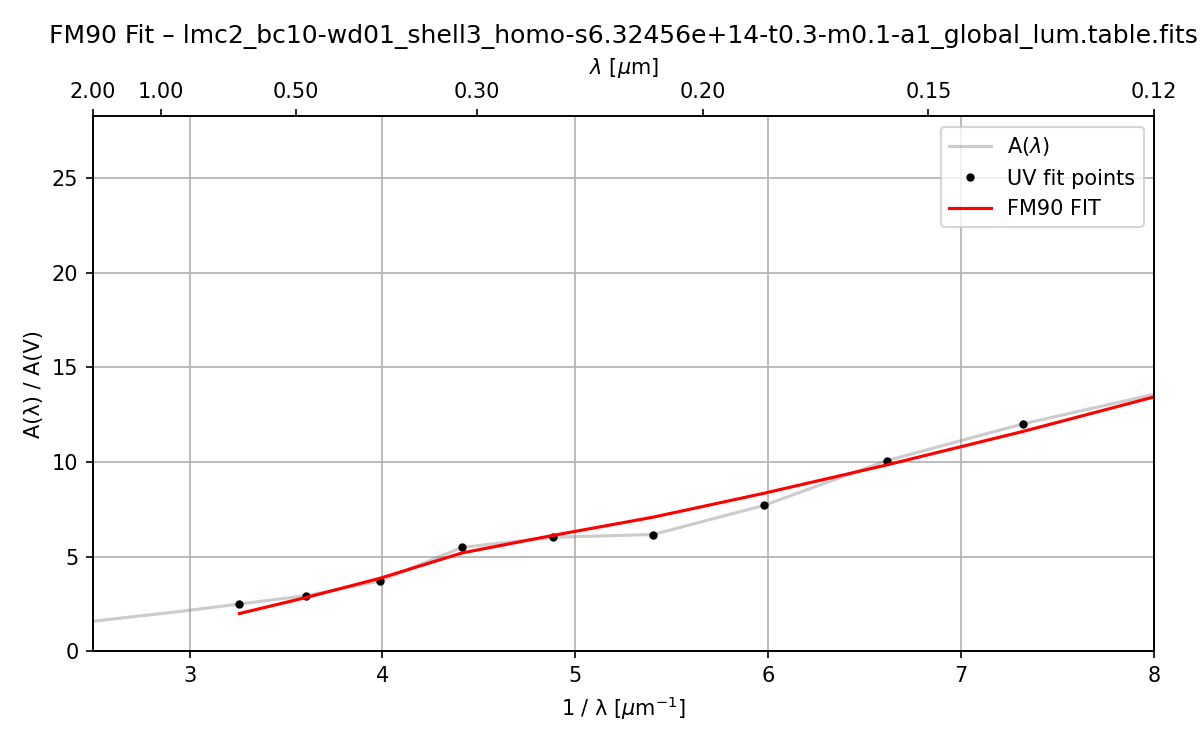 FM90 Fit – lmc2_bc10-wd01_shell3_homo-s6.32456e+14-t0.3-m0.1-a1_global_lum.table.fits
λ [μm]
2.00 1.00 0.50 0.30 0.20 0.15 0.12
A(λ)
UV fit points
FM90 FIT
A(λ) / A(V)
25
20
15
10
5
0
3 4 5 6 7 8
1 / λ [μm⁻¹]